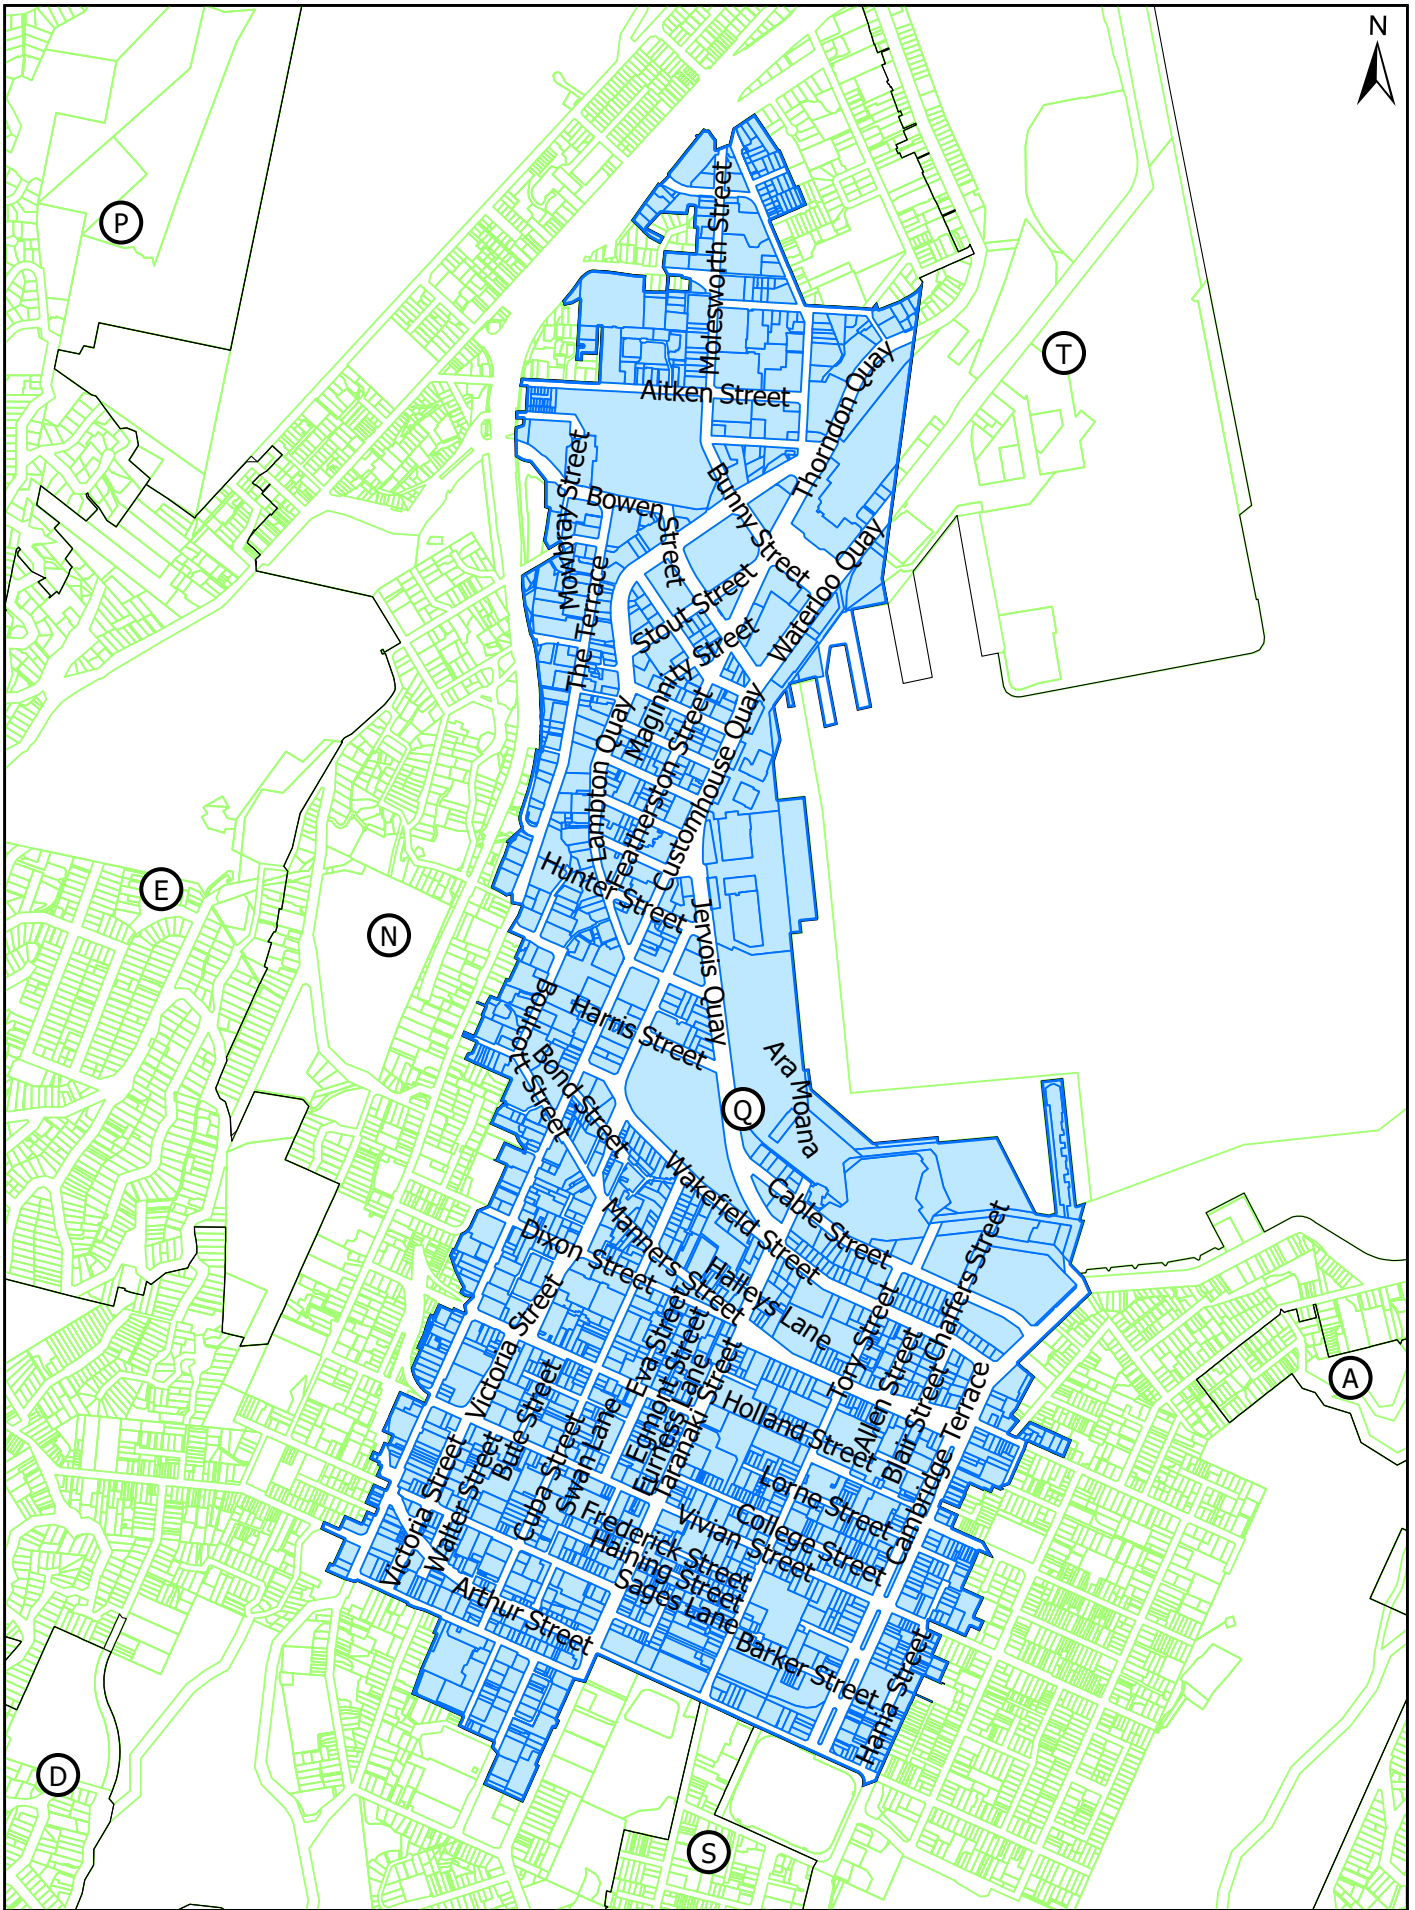 N
P
T
Molesworth Street
Aitken Street
Thorndon Quay
Mowbray Street
Bowen Street
Bunny Street
Waterloo Quay
The Terrace
Stout Street
Maginnity Street
Lambton Quay
Featherston Street
Customhouse Quay
Hunter Street
E
N
Jervois Quay
Boulcott Street
Harris Street
Bond Street
Ara Moana
Q
Wakefield Street
Cable Street
Manners Street
Dixon Street
Halleys Lane
Chaffers Street
Victoria Street
Eva Street
Egmont Street
Furness Lane
Taranaki Street
Tory Street
Allen Street
Blair Street
Cambridge Terrace
A
Holland Street
Bute Street
Swan Lane
Cuba Street
Walter Street
Victoria Street
Lorne Street
College Street
Vivian Street
Frederick Street
Haining Street
Sages Lane
Arthur Street
Barker Street
Hania Street
D
S